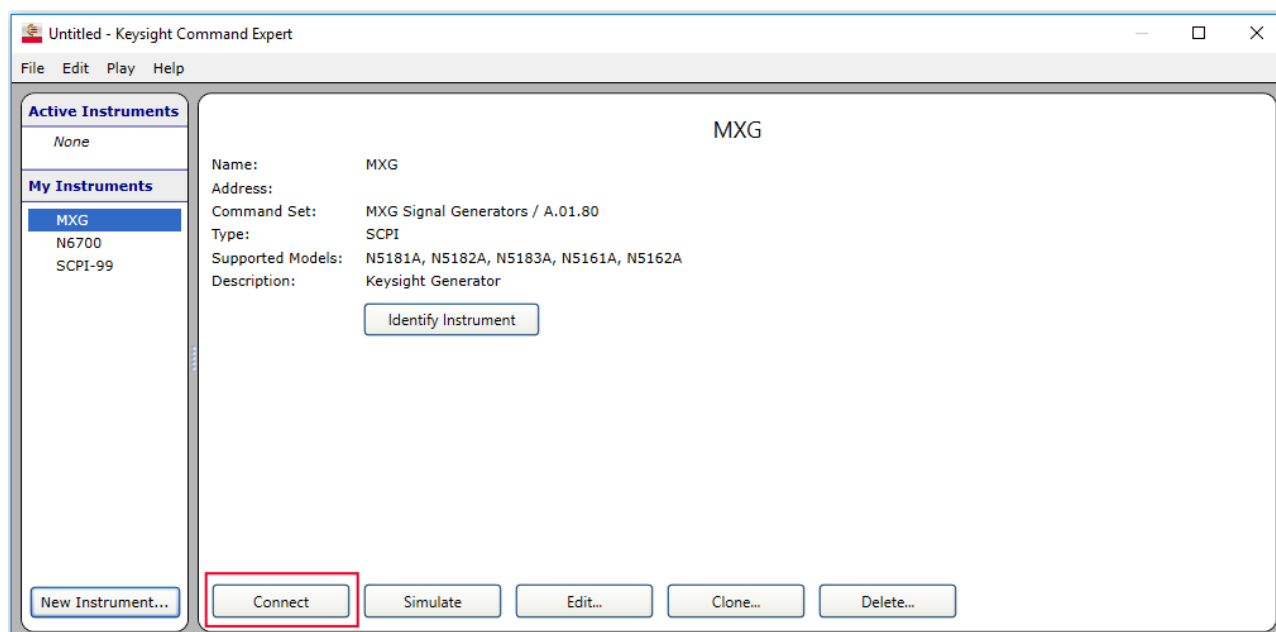 Untitled - Keysight Command Expert
File Edit Play Help
Active Instruments
None
My Instruments
MXG
N6700
SCPI-99
New Instrument...
MXG
Name: MXG
Address:
Command Set: MXG Signal Generators / A.01.80
Type: SCPI
Supported Models: N5181A, N5182A, N5183A, N5161A, N5162A
Description: Keysight Generator
Identify Instrument
Connect Simulate Edit... Clone... Delete...